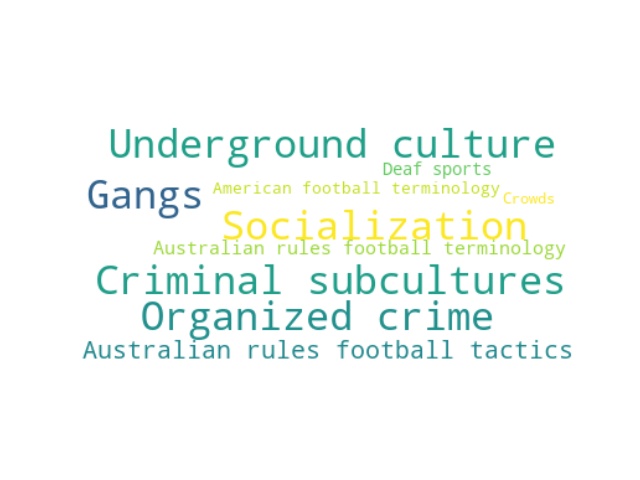 Underground culture
Deaf sports
Gangs
American football terminology
Crowds
Socialization
Australian rules football terminology
Criminal subcultures
Organized crime
Australian rules football tactics